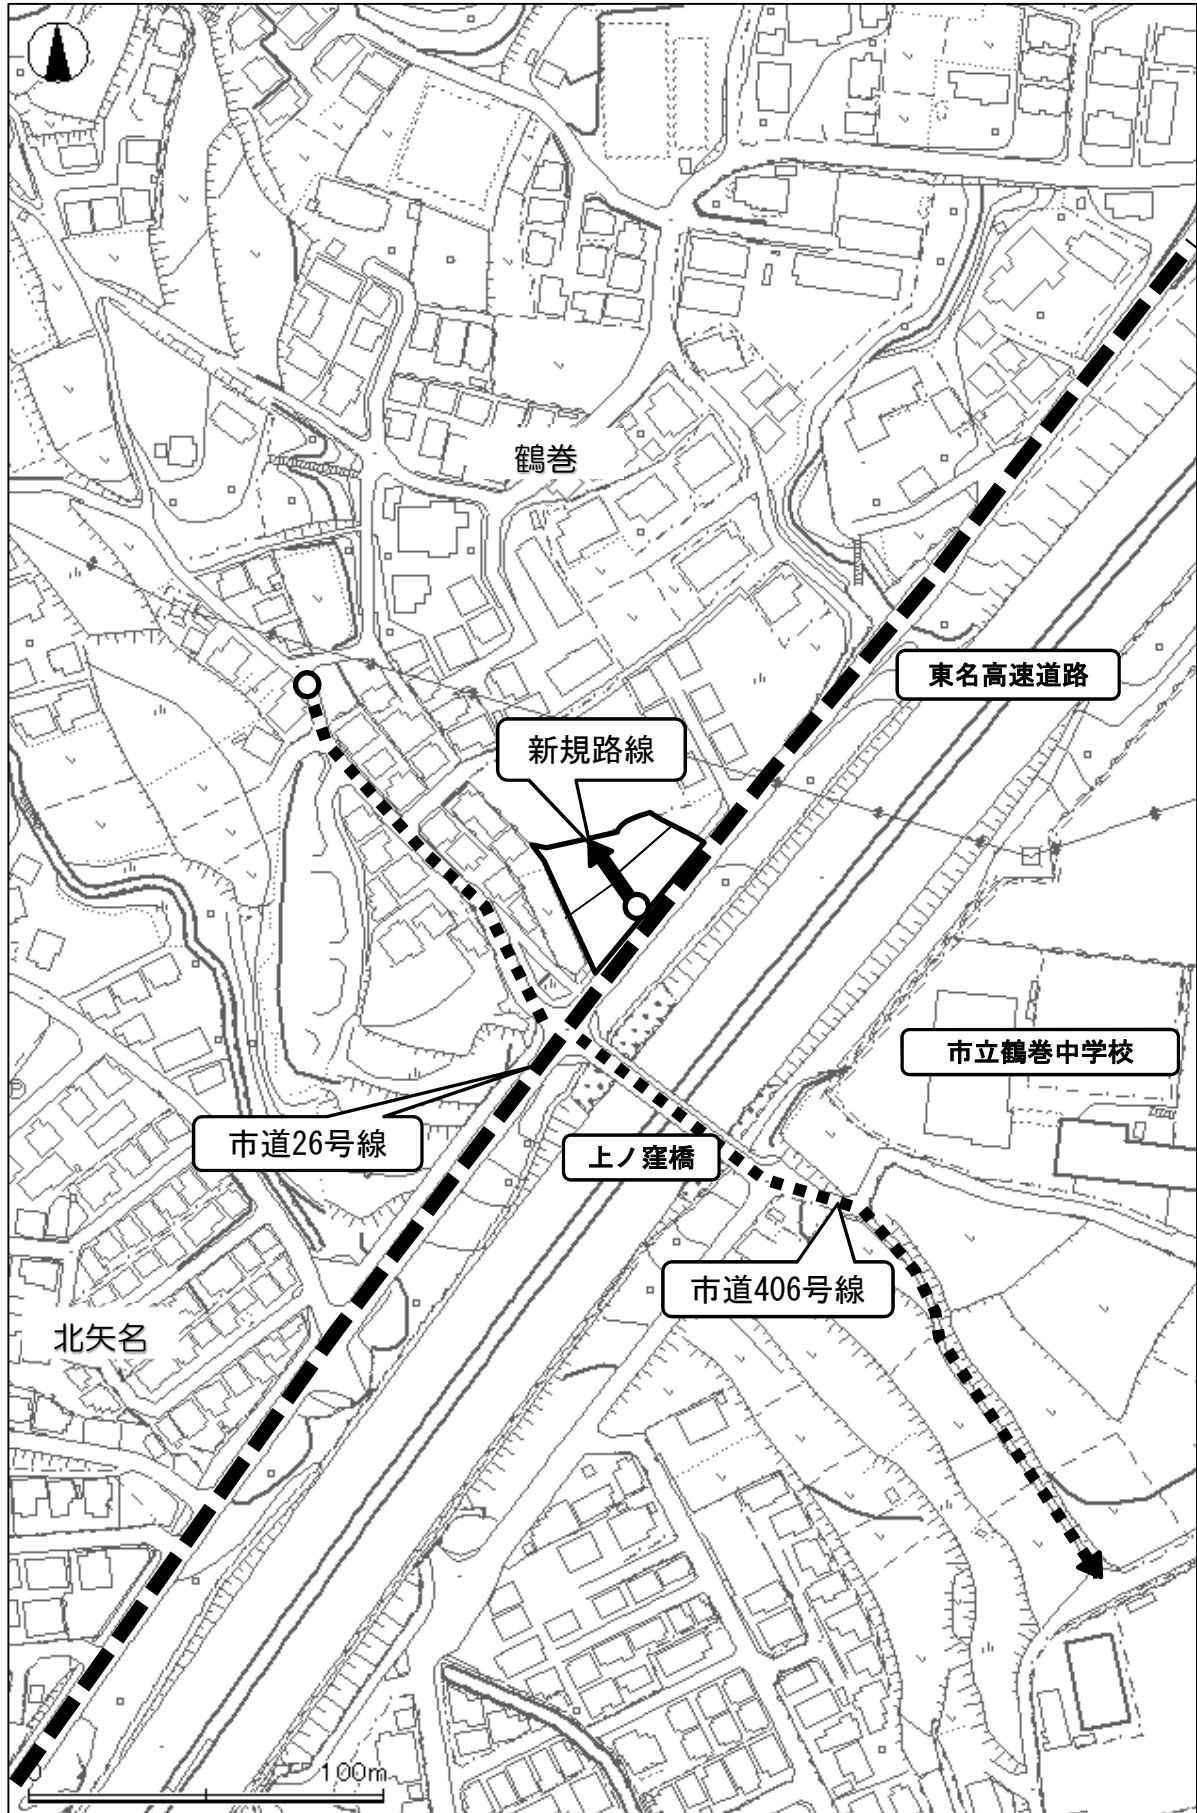 鶴巻
東名高速道路
新規路線
市立鶴巻中学校
市道26号線
上ノ窪橋
市道406号線
北矢名
0
100m